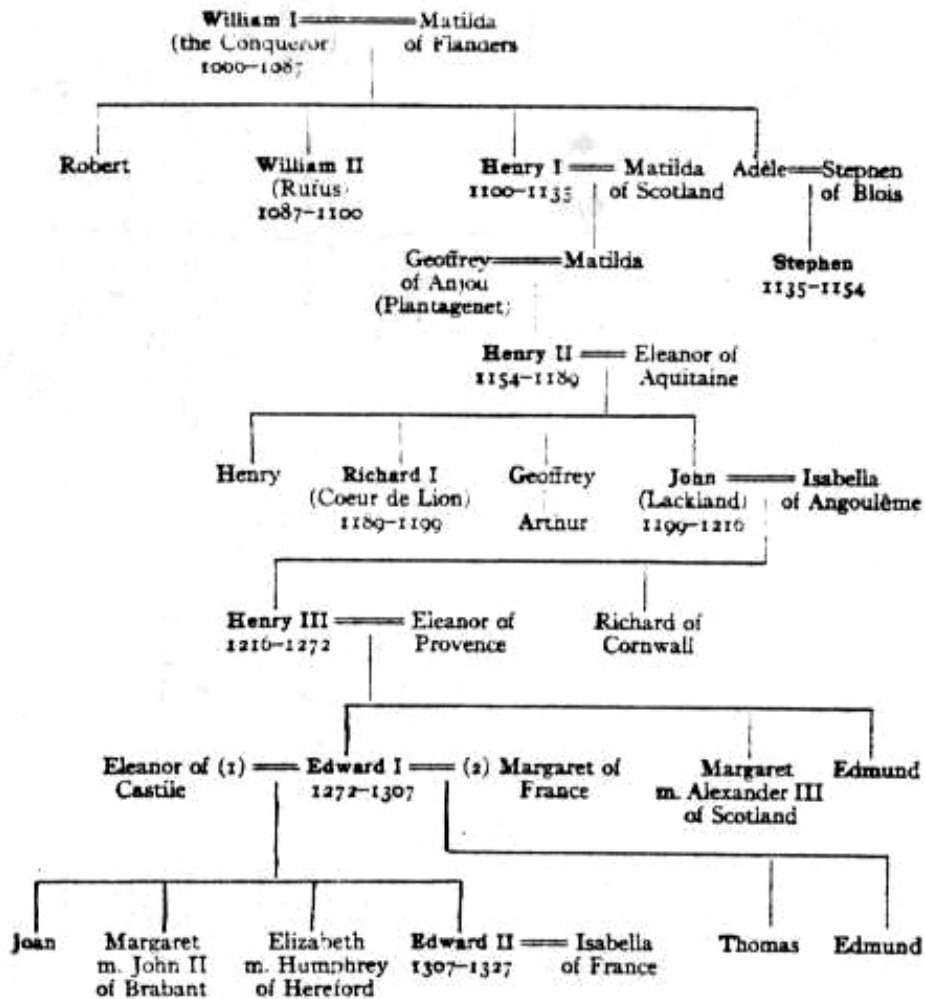 William I Matilda
(the Conqueror) of Flanders
1066–1087
Robert William II Henry I Matilda Adèle Stephen
(Rufus) 1100–1135 of Scotland of Blois
1087–1100
Geoffrey Matilda Stephen
of Anjou 1135–1154
(Plantagenet)
Henry II Eleanor of
1154–1189 Aquitaine
Henry Richard I Geoffrey John Isabella
(Coeur de Lion) (Lackland) of Angoulême
1189–1199 Arthur 1199–1216
Henry III Eleanor of Richard of
1216–1272 Provence Cornwall
Eleanor of (1) Edward I (2) Margaret of Margaret Edmund
Castile 1272–1307 France m. Alexander III
of Scotland
Joan Margaret Elizabeth Edward II Isabella Thomas Edmund
m. John II m. Humphrey 1307–1327 of France
of Brabant of Hereford